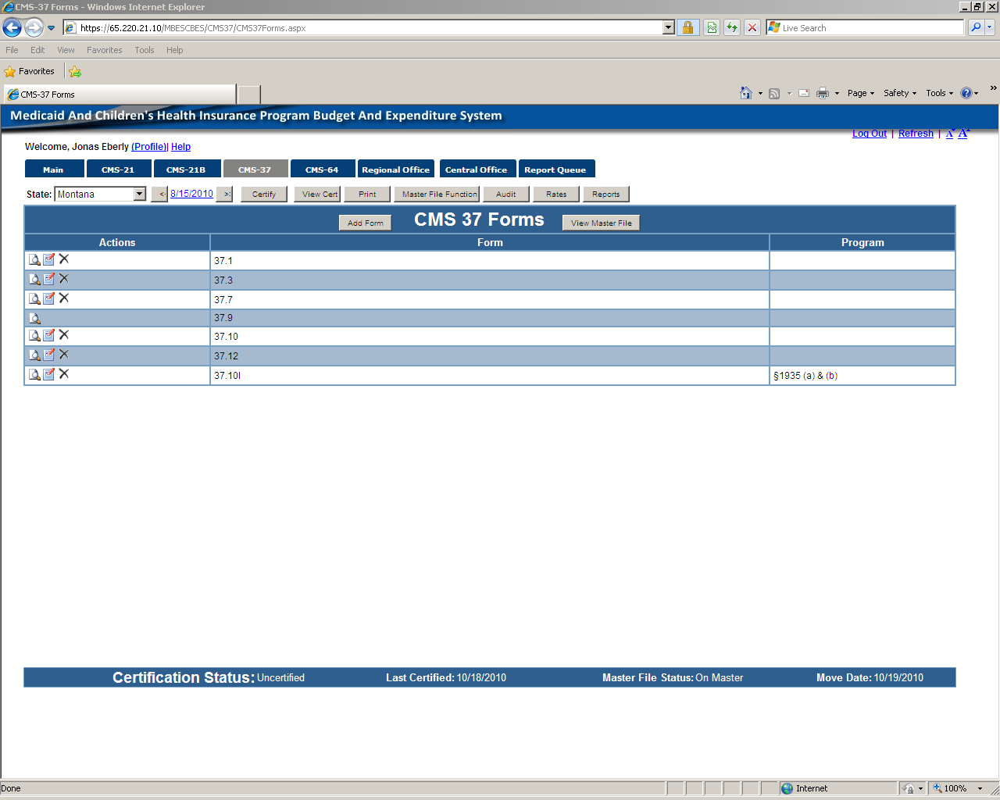 CMS-37 Forms - Windows Internet Explorer
https://65.220.21.10/MBESCBES/CMS37/CMS37Forms.aspx
Live Search
File Edit View Favorites Tools Help
Favorites
CMS-37 Forms
Page Safety Tools »
Medicaid And Children's Health Insurance Program Budget And Expenditure System
Log Out | Refresh | A A
Welcome, Jonas Eberly (Profile)| Help
Main CMS-21 CMS-21B CMS-37 CMS-64 Regional Office Central Office Report Queue
State: Montana < 8/15/2010 > Certify View Cert Print Master File Function Audit Rates Reports
Add Form CMS 37 Forms View Master File
Actions Form Program
37.1
37.3
37.7
37.9
37.10
37.12
37.10I §1935 (a) & (b)
Certification Status: Uncertified Last Certified: 10/18/2010 Master File Status: On Master Move Date: 10/19/2010
Done Internet 100%